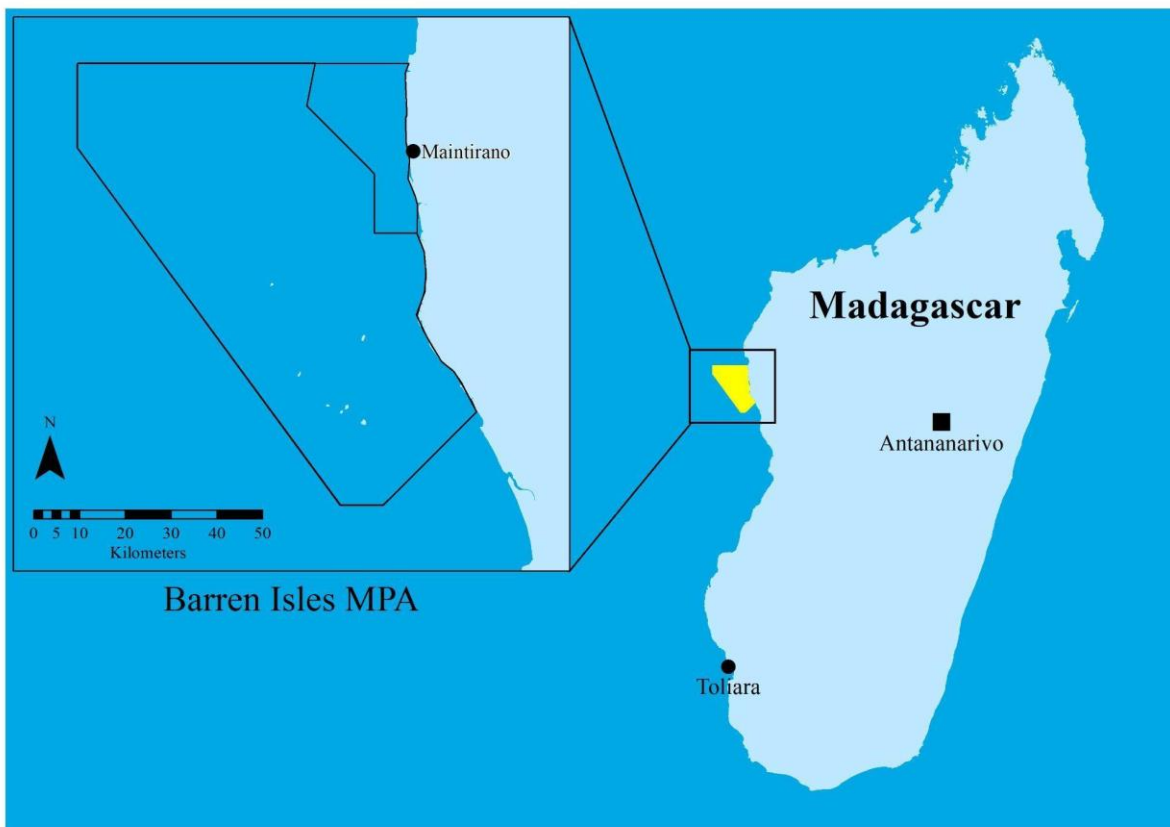 Maintirano
N
0 5 10 20 30 40 50
Kilometers
Barren Isles MPA
Madagascar
Antananarivo
Toliara